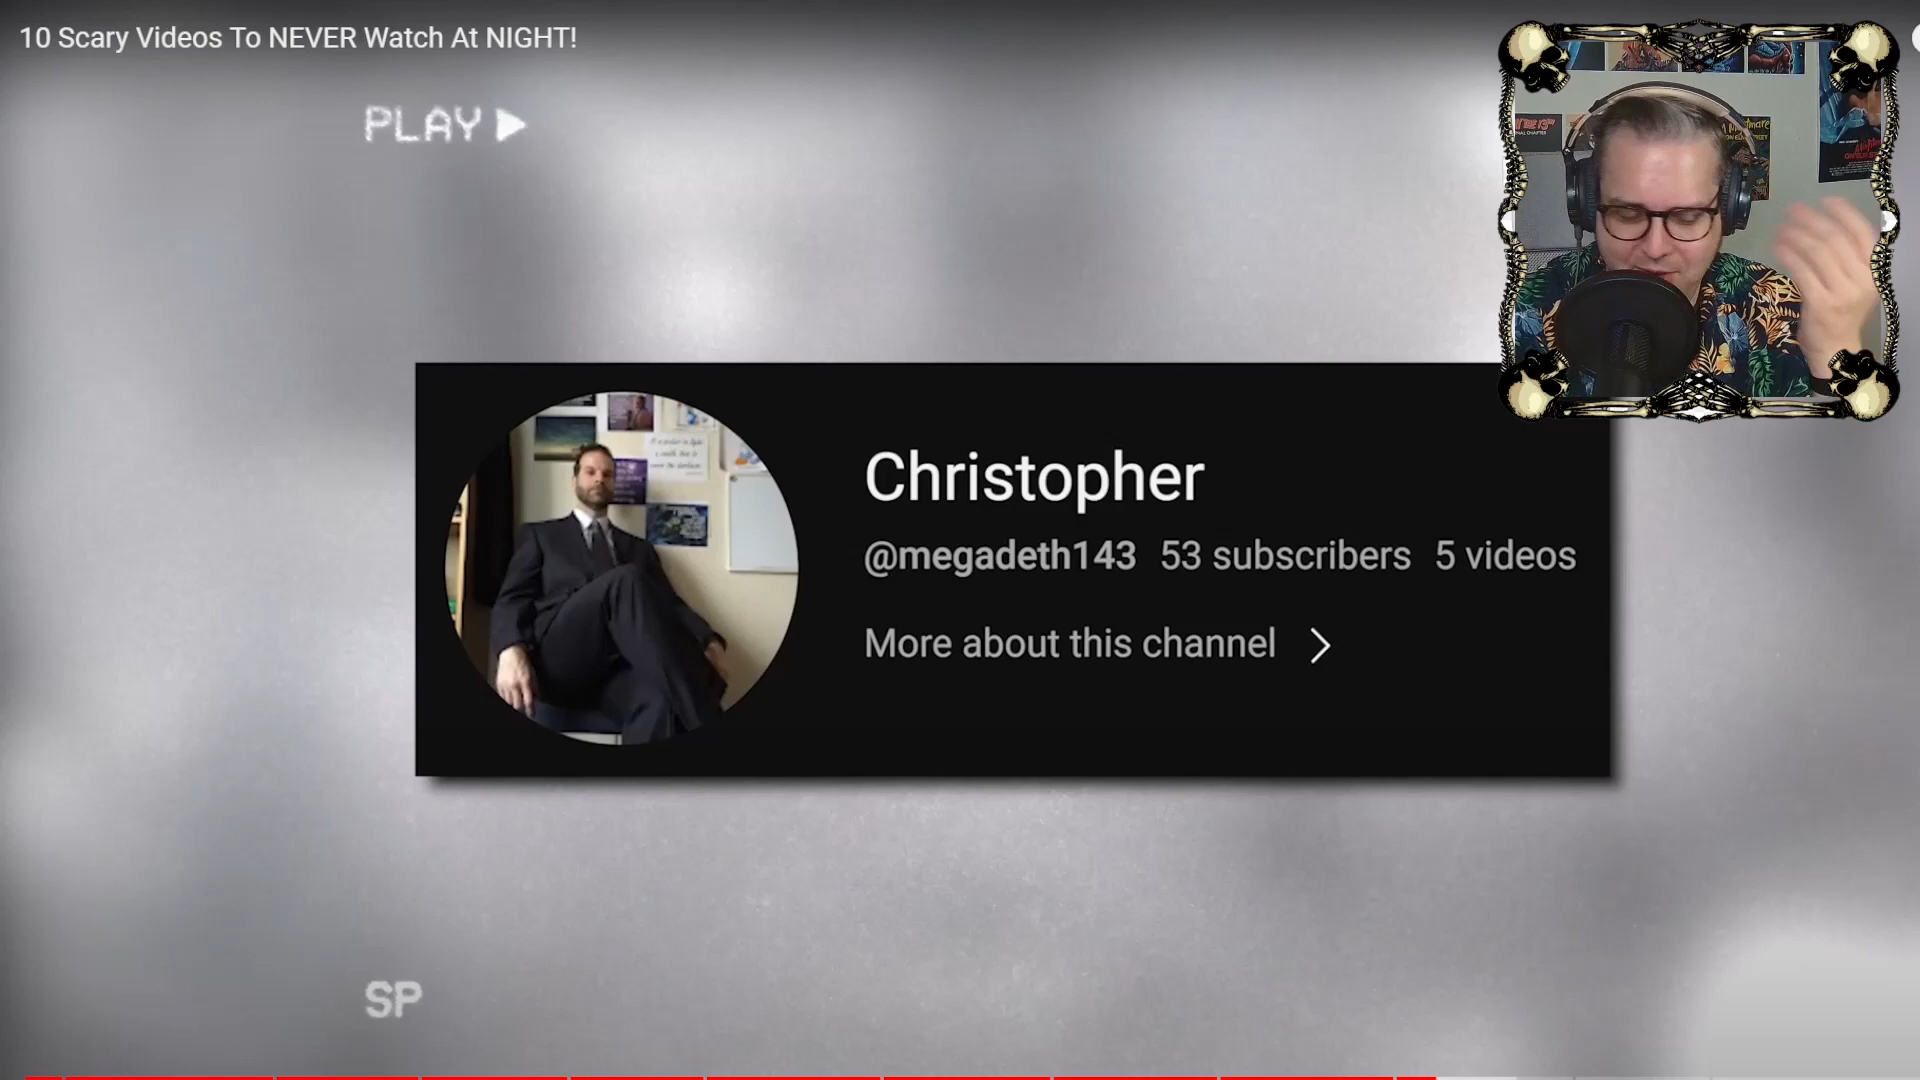 10 Scary Videos To NEVER Watch At NIGHT!
PLAY
Christopher
@megadeth143 53 subscribers 5 videos
More about this channel
SP